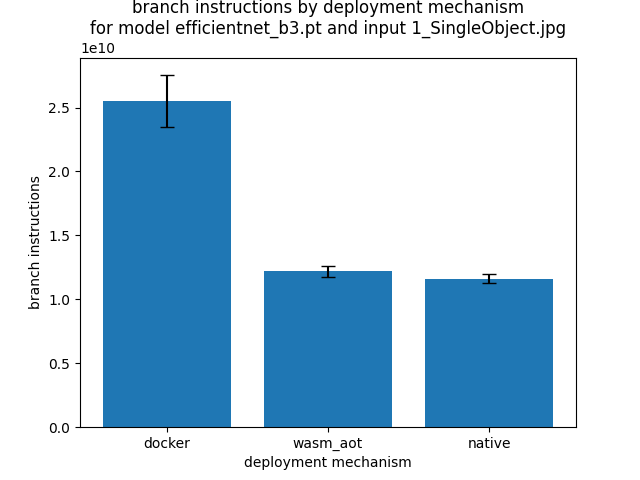 branch instructions by deployment mechanism
for model efficientnet_b3.pt and input 1_SingleObject.jpg
1e10
2.5
2.0
1.5
1.0
0.5
0.0
branch instructions
docker wasm_aot native
deployment mechanism